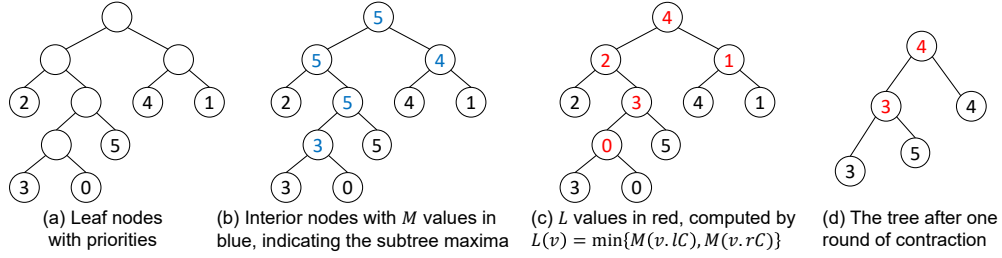 2 4 1 5 3 0
5 5 4 2 5 4 1 3 5 3 0
4 2 1 2 3 4 1 0 5 3 0
4 3 4 5 3
(a) Leaf nodes
with priorities
(b) Interior nodes with M values in
blue, indicating the subtree maxima
(c) L values in red, computed by
L(v) = min{M(v.lC), M(v.rC)}
(d) The tree after one
round of contraction